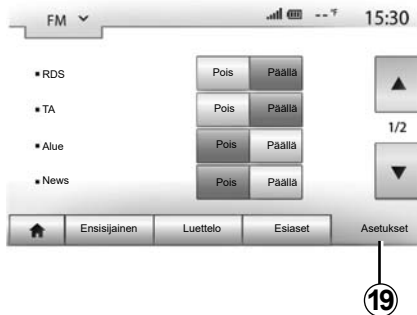 FM -- °F 15:30
RDS Pois Päällä
TA Pois Päällä
1/2
Alue Pois Päällä
News Pois Päällä
Ensisijainen Luettelo Esiaset Asetukset
19